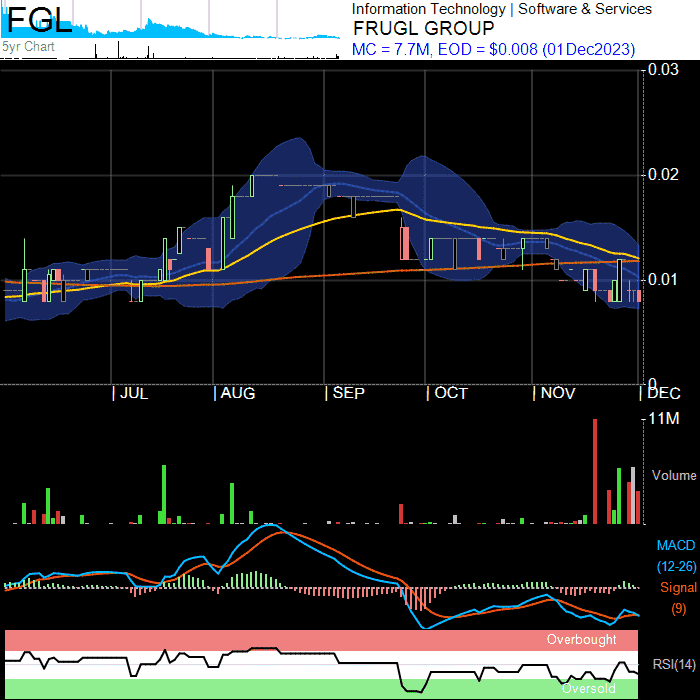 FGL
5yr Chart
Information Technology | Software & Services
FRUGL GROUP
MC = 7.7M, EOD = $0.008 (01Dec2023)
0.03
0.02
0.01
0
JUL
AUG
SEP
OCT
NOV
DEC
11M
Volume
MACD
(12-26)
Signal
(9)
Overbought
RSI(14)
Oversold